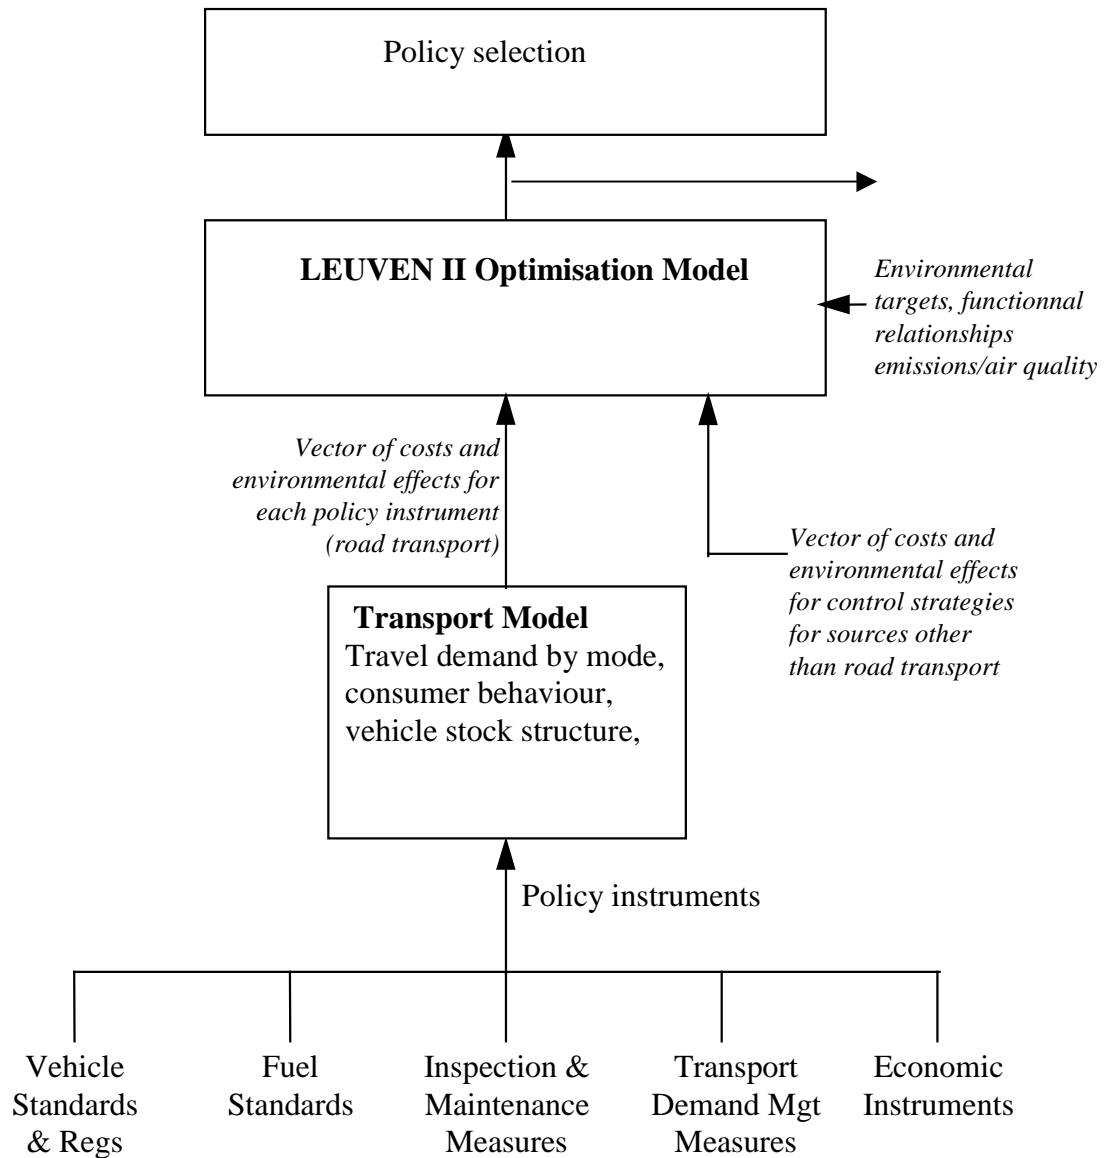 Policy selection
LEUVEN II Optimisation Model
Environmental
targets, functionnal
relationships
emissions/air quality
Vector of costs and
environmental effects for
each policy instrument
(road transport)
Vector of costs and
environmental effects
for control strategies
for sources other
than road transport
Transport Model
Travel demand by mode,
consumer behaviour,
vehicle stock structure,
Policy instruments
Vehicle
Standards
& Regs
Fuel
Standards
Inspection &
Maintenance
Measures
Transport
Demand Mgt
Measures
Economic
Instruments